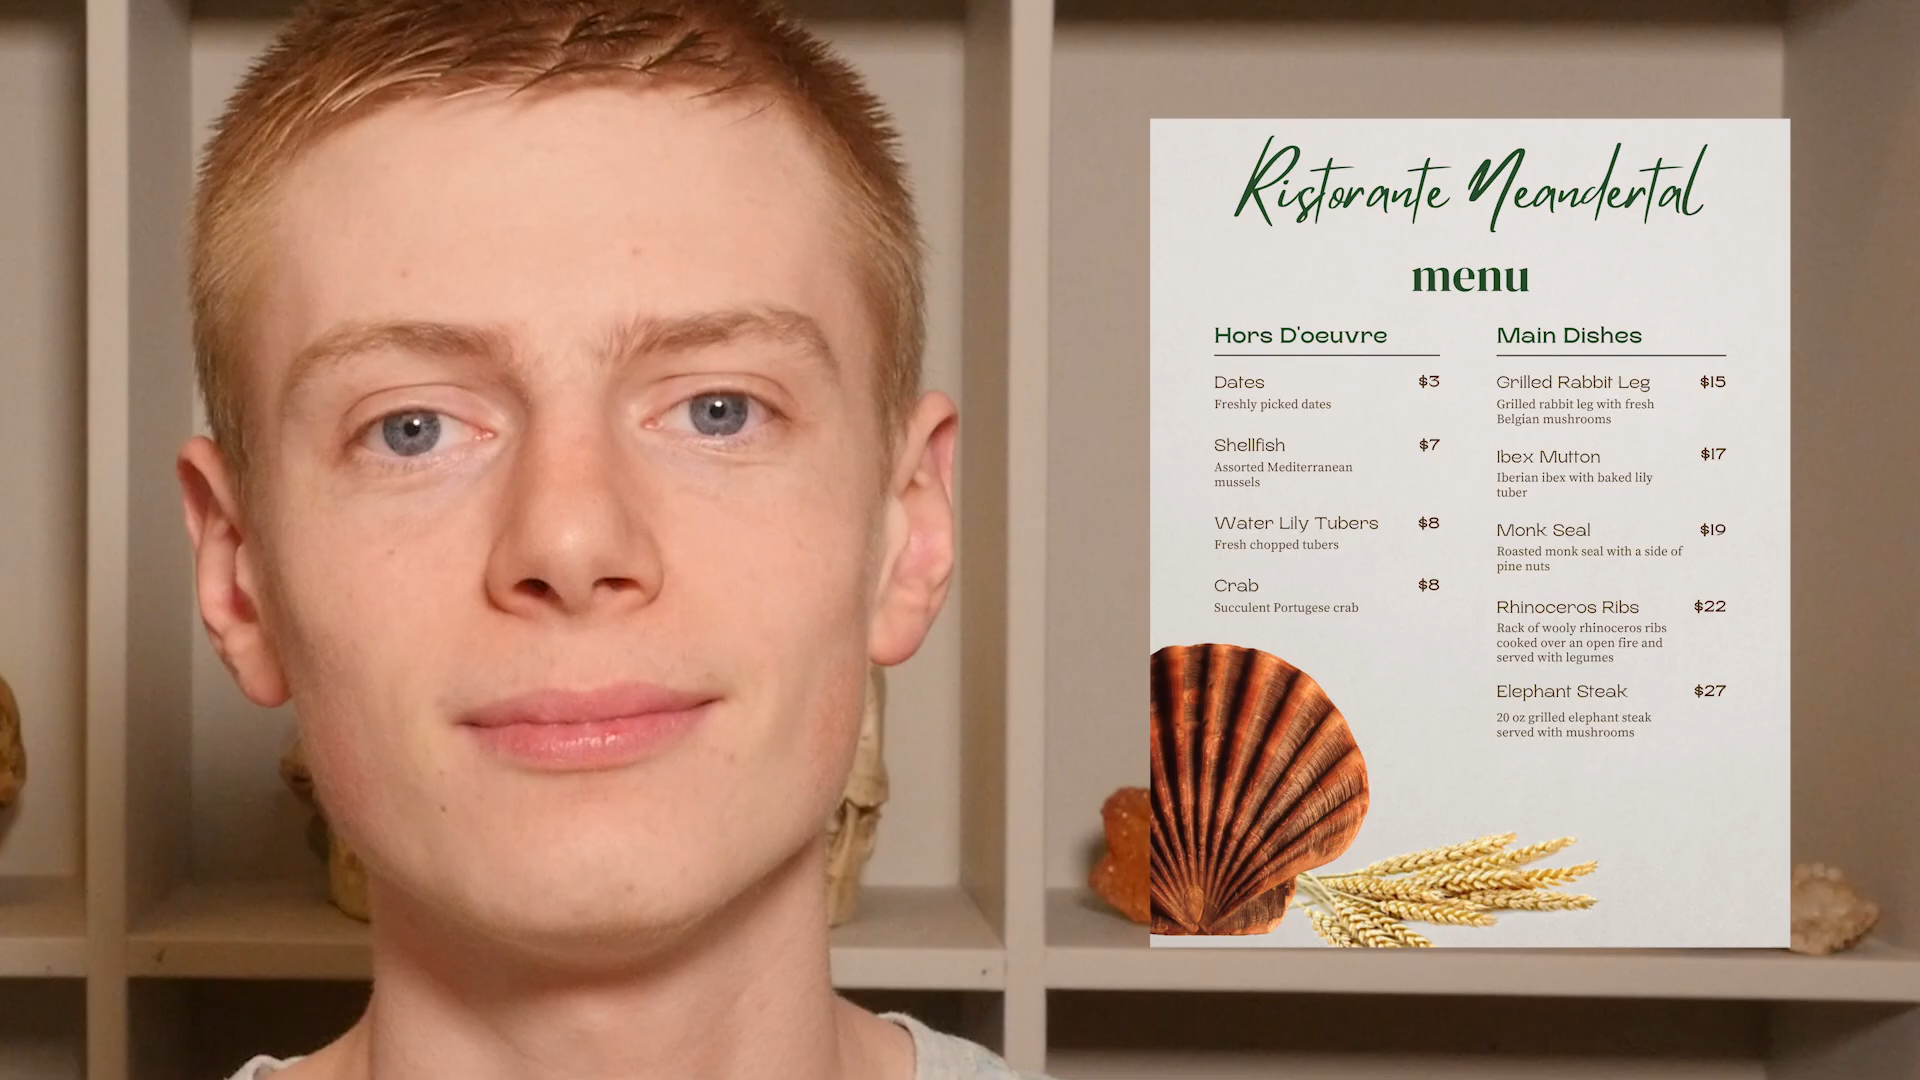 Ristorante Neandertal
menu
Hors D'oeuvre
Dates $3
Freshly picked dates
Shellfish $7
Assorted Mediterranean
mussels
Water Lily Tubers $8
Fresh chopped tubers
Crab $8
Succulent Portugese crab
Main Dishes
Grilled Rabbit Leg $15
Grilled rabbit leg with fresh
Belgian mushrooms
Ibex Mutton $17
Iberian ibex with baked lily
tuber
Monk Seal $19
Roasted monk seal with a side of
pine nuts
Rhinoceros Ribs $22
Rack of wooly rhinoceros ribs
cooked over an open fire and
served with legumes
Elephant Steak $27
20 oz grilled elephant steak
served with mushrooms